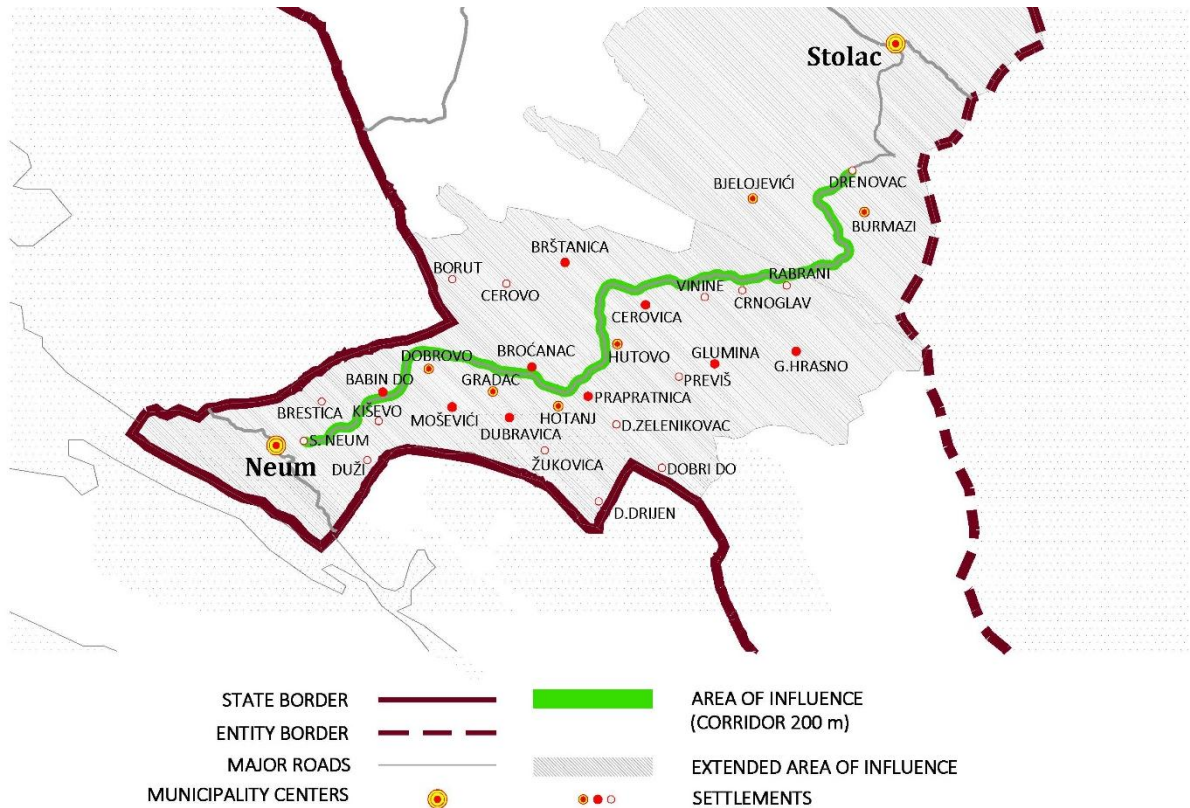 Stolac
DRENOVAC
BJELOJEVIĆI
BURMAZI
BRŠTANICA
BORUT
CEROVO
RABRANI
VININE
CRNOGLAV
CEROVICA
HUTOVO
GLUMINA
G.HRASNO
PREVIŠ
DOBROVO
BROĆANAC
GRADAC
BABIN DO
PRAPRATNICA
BRESTICA
KIŠEVO
MOŠEVIĆI
HOTANJ
DUBRAVICA
D.ZELENIKOVAC
S. NEUM
Neum
DUŽI
ŽUKOVICA
DOBRI DO
D.DRIJEN
STATE BORDER
AREA OF INFLUENCE
(CORRIDOR 200 m)
ENTITY BORDER
MAJOR ROADS
EXTENDED AREA OF INFLUENCE
MUNICIPALITY CENTERS
SETTLEMENTS